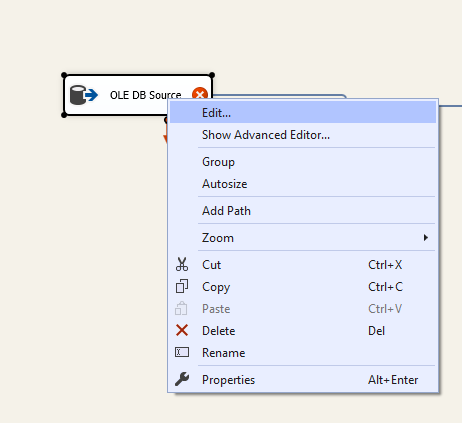 OLE DB Source
Edit...
Show Advanced Editor...
Group
Autosize
Add Path
Zoom
Cut Ctrl+X
Copy Ctrl+C
Paste Ctrl+V
Delete Del
Rename
Properties Alt+Enter